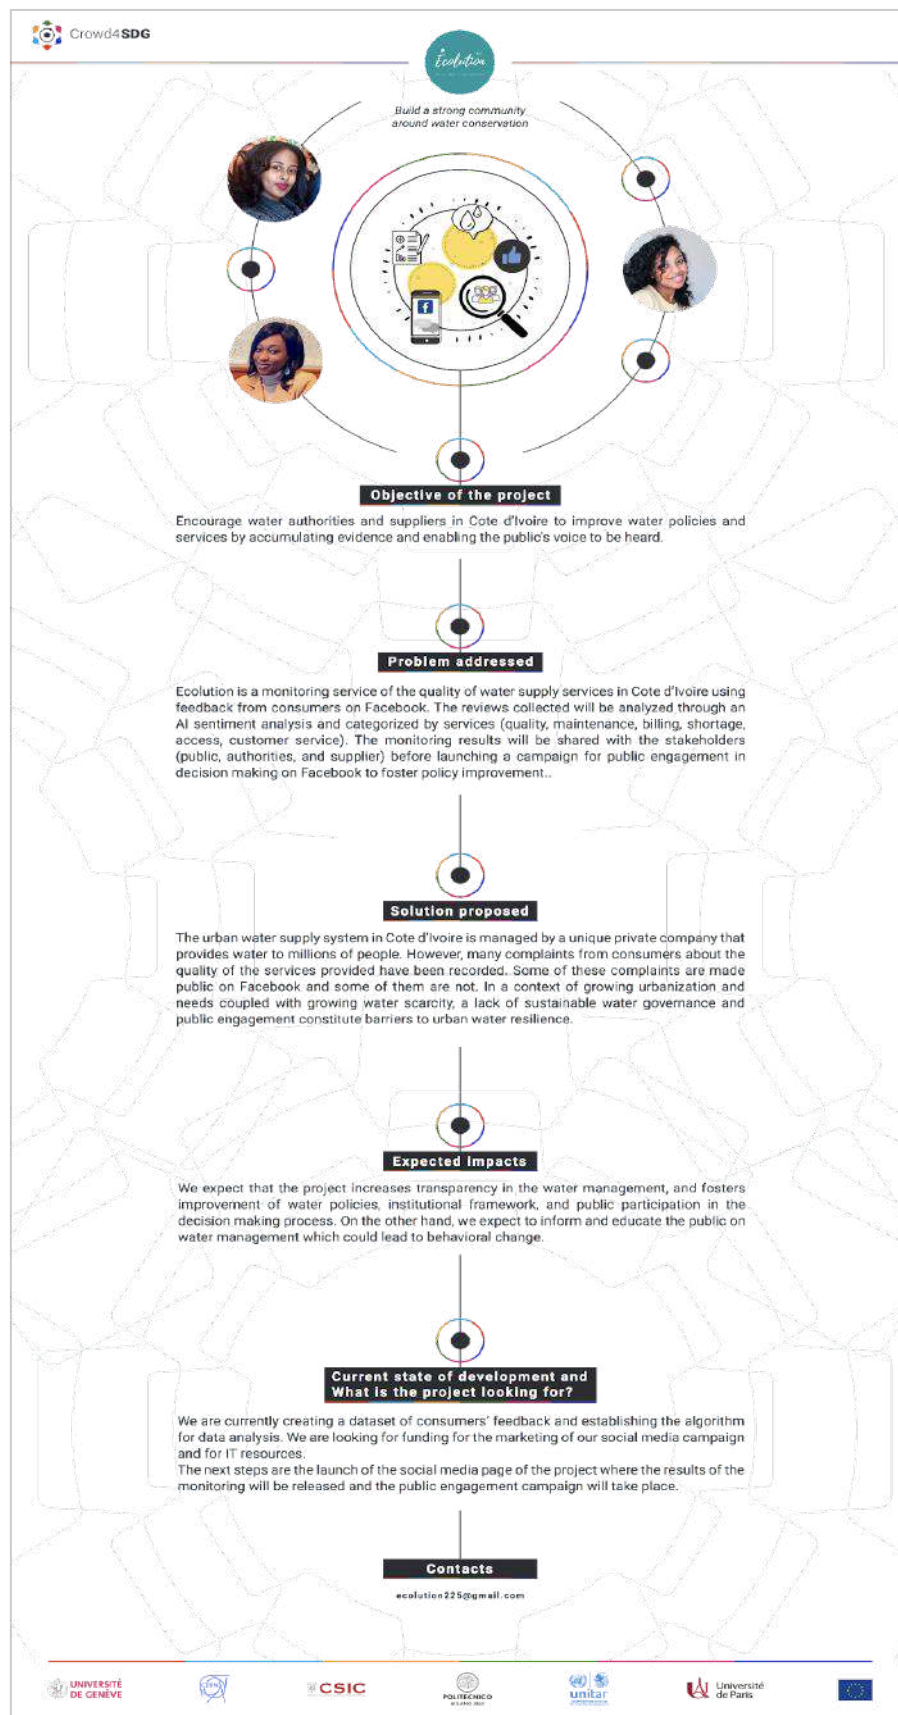 Crowd4SDG
Ecolution
Build a strong community
around water conservation
Objective of the project
Encourage water authorities and suppliers in Cote d'Ivoire to improve water policies and
services by accumulating evidence and enabling the public's voice to be heard.
Problem addressed
Ecolution is a monitoring service of the quality of water supply services in Cote d'Ivoire using
feedback from consumers on Facebook. The reviews collected will be analyzed through an
AI sentiment analysis and categorized by services (quality, maintenance, billing, shortage,
access, customer service). The monitoring results will be shared with the stakeholders
(public, authorities, and supplier) before launching a campaign for public engagement in
decision making on Facebook to foster policy improvement..
Solution proposed
The urban water supply system in Cote d'Ivoire is managed by a unique private company that
provides water to millions of people. However, many complaints from consumers about the
quality of the services provided have been recorded. Some of these complaints are made
public on Facebook and some of them are not. In a context of growing urbanization and
needs coupled with growing water scarcity, a lack of sustainable water governance and
public engagement constitute barriers to urban water resilience.
Expected impacts
We expect that the project increases transparency in the water management, and fosters
improvement of water policies, institutional framework, and public participation in the
decision making process. On the other hand, we expect to inform and educate the public on
water management which could lead to behavioral change.
Current state of development and
What is the project looking for?
We are currently creating a dataset of consumers' feedback and establishing the algorithm
for data analysis. We are looking for funding for the marketing of our social media campaign
and for IT resources.
The next steps are the launch of the social media page of the project where the results of the
monitoring will be released and the public engagement campaign will take place.
Contacts
ecolution225@gmail.com
UNIVERSITÉ
DE GENÈVE
CERN
CSIC
POLITECNICO
unitar
Université
de Paris